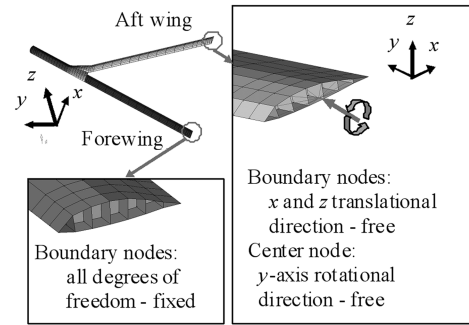 Aft wing
z
y
x
Forewing
Boundary nodes:
all degrees of
freedom - fixed
z
y
x
Boundary nodes:
x and z translational
direction - free
Center node:
y-axis rotational
direction - free